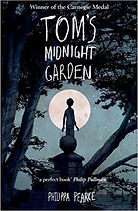 Winner of the Carnegie Medal
TOM'S
MIDNIGHT
GARDEN
'a perfect book' Philip Pullman
PHILIPPA PEARCE